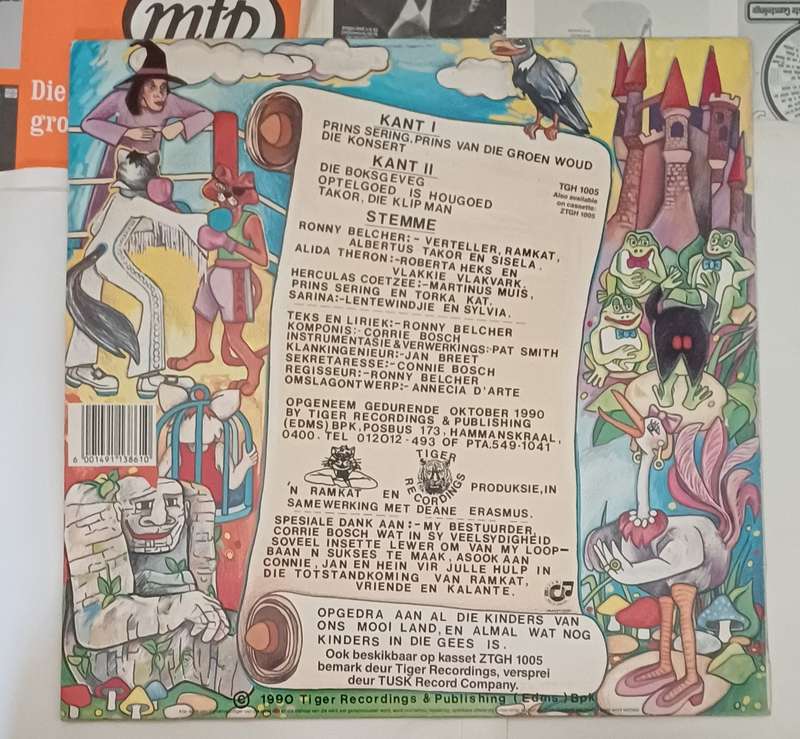 mfp
Die
gro
KANT I
PRINS SERING, PRINS VAN DIE GROEN WOUD
DIE KONSERT
KANT II
DIE BOKSGEVEG
OPTELGOED IS HOUGOED
TAKOR, DIE KLIPMAN
TGH 1005
Also available
on cassette:
ZTGH 1005
STEMME
RONNY BELCHER:- VERTELLER, RAMKAT,
ALBERTUS TAKOR EN SISELA.
ALIDA THERON:-ROBERTA HEKS EN
VLAKKIE VLAKVARK.
HERCULAS COETZEE:-MARTINUS MUIS,
PRINS SERING EN TORKA KAT,
SARINA:-LENTEWINDJIE EN SYLVIA.
TEKS EN LIRIEK:- RONNY BELCHER
KOMPONIS:- CORRIE BOSCH
INSTRUMENTASIE & VERWERKINGS:-PAT SMITH
KLANKINGENIEUR:-JAN BREET
SEKRETARESSE:-CONNIE BOSCH
REGISSEUR:-RONNY BELCHER
OMSLAGONTWERP:-ANNECIA D'ARTE
OPGENEEM GEDURENDE OKTOBER 1990
BY TIGER RECORDINGS & PUBLISHING
(EDMS) BPK, POSBUS 173, HAMMANSKRAAL,
0400. TEL 012012-493 OF PTA.549-1041
TIGER
RECORDINGS
'N RAMKAT EN PRODUKSIE, IN
SAMEWERKING MET DEANE ERASMUS.
SPESIALE DANK AAN:-MY BESTUURDER,
CORRIE BOSCH WAT IN SY VEELSYDIGHEID
SOVEEL INSETTE LEWER OM VAN MY LOOP-
BAAN N SUKSES TE MAAK, ASOOK AAN
CONNIE, JAN EN HEIN VIR JULLE HULP IN
DIE TOTSTANDKOMING VAN RAMKAT,
VRIENDE EN KALANTE.
OPGEDRA AAN AL DIE KINDERS VAN
ONS MOOI LAND, EN ALMAL WAT NOG
KINDERS IN DIE GEES IS.
Ook beskikbaar op kasset ZTGH 1005
bemark deur Tiger Recordings, versprei
deur TUSK Record Company.
6 001491 138610
© 1990 Tiger Recordings & Publishing (Edms.) Bpk